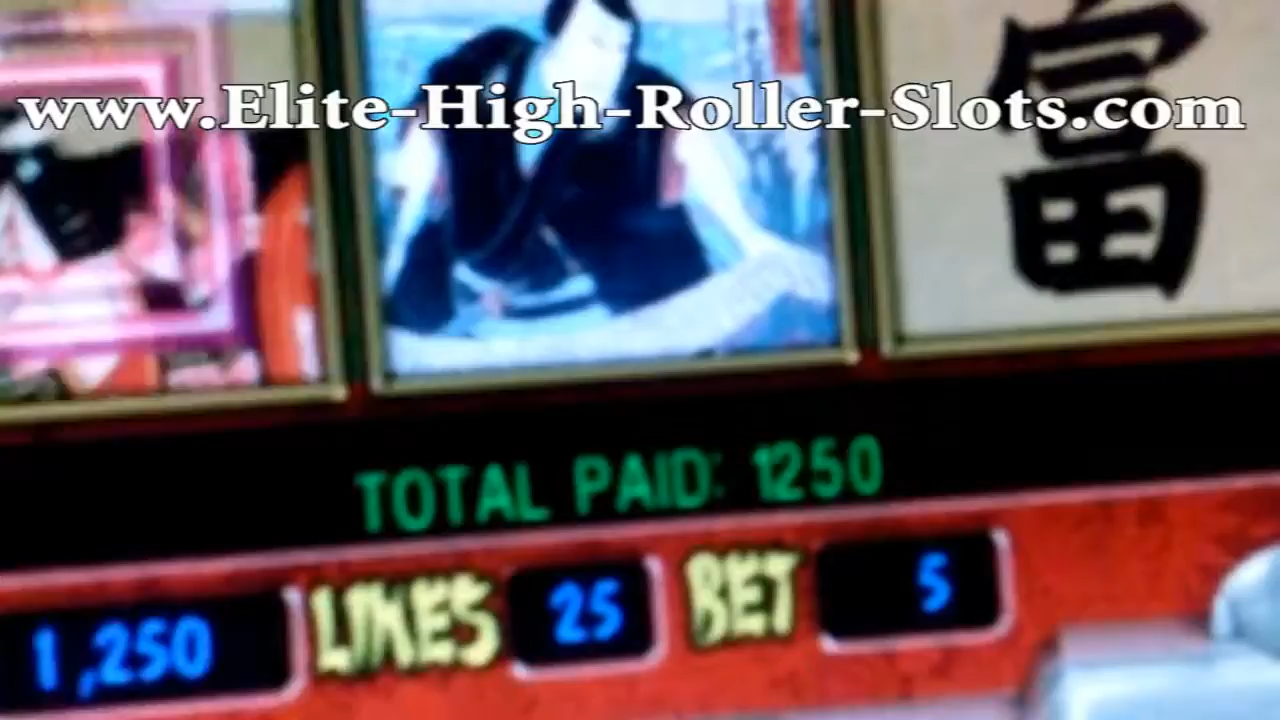 www.Elite-High-Roller-Slots.com
富
TOTAL PAID: 1250
1,250 LINES 25 BET 5